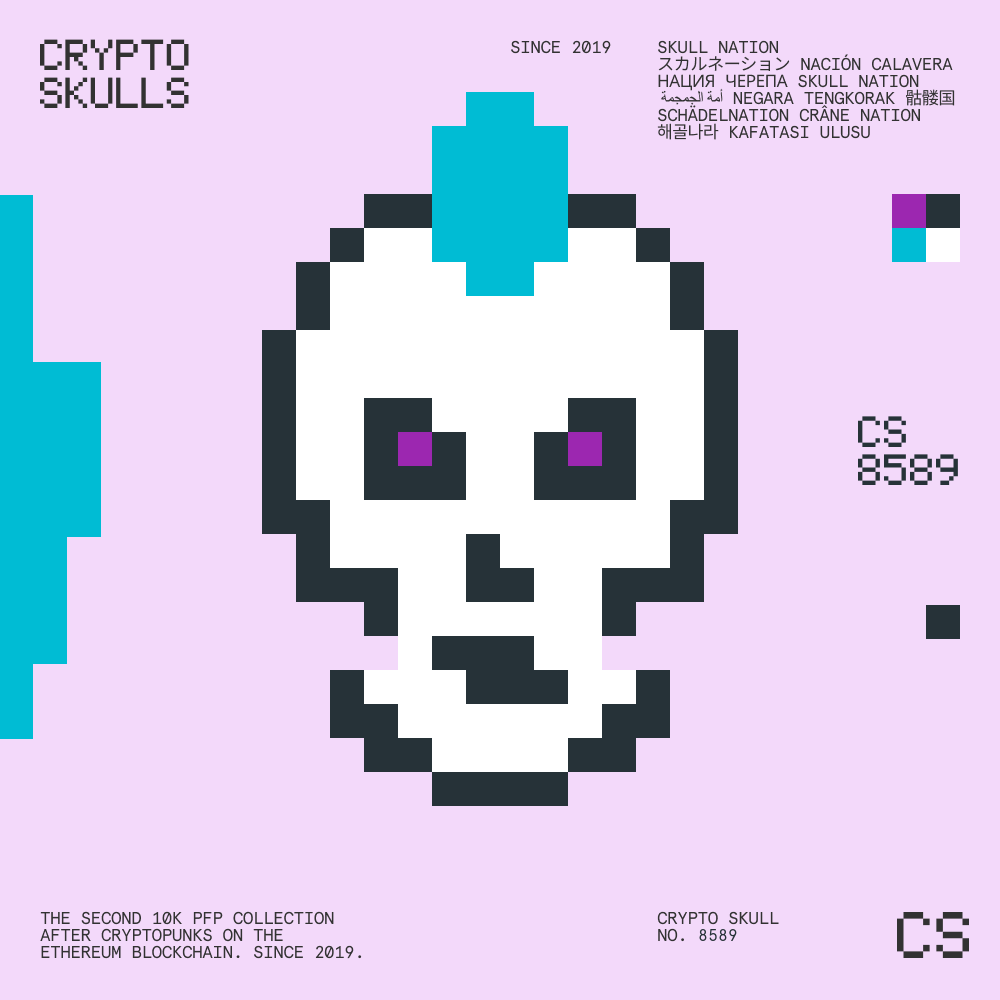 CRYPTO
SKULLS
SINCE 2019
SKULL NATION
スカルネーション NACIÓN CALAVERA
НАЦИЯ ЧЕРЕПА SKULL NATION
أمة الجمجمة NEGARA TENGKORAK 骷髅国
SCHÄDELNATION CRÂNE NATION
해골나라 KAFATASI ULUSU
CS
8589
THE SECOND 10K PFP COLLECTION
AFTER CRYPTOPUNKS ON THE
ETHEREUM BLOCKCHAIN. SINCE 2019.
CRYPTO SKULL
NO. 8589
CS